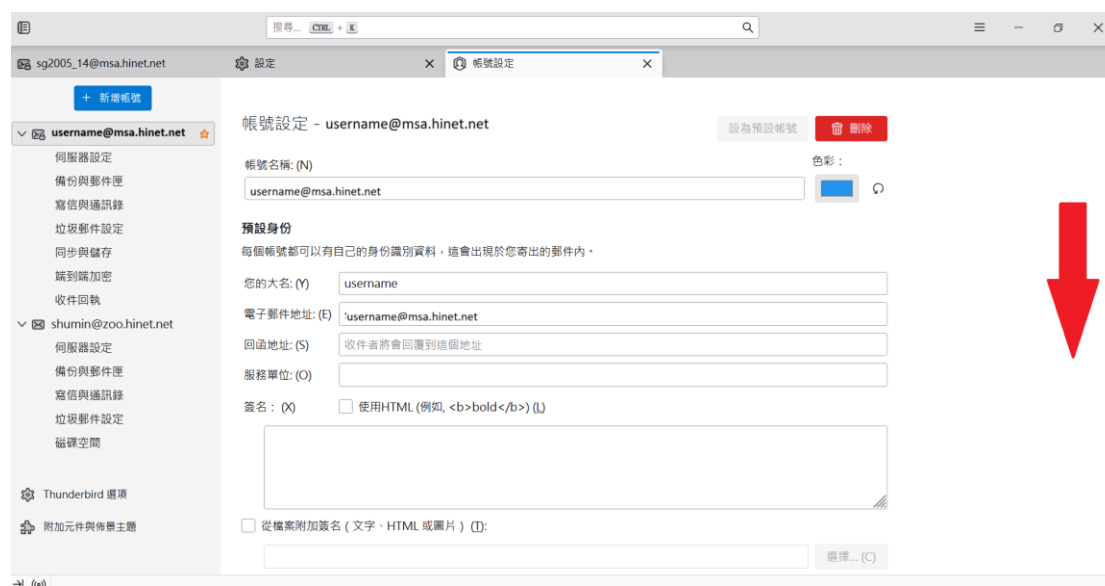 搜尋... CTRL + K
sg2005_14@msa.hinet.net
設定
帳號設定
+ 新增帳號
username@msa.hinet.net
伺服器設定
備份與郵件匣
寫信與通訊錄
垃圾郵件設定
同步與儲存
端到端加密
收件回執
shumin@zoo.hinet.net
伺服器設定
備份與郵件匣
寫信與通訊錄
垃圾郵件設定
磁碟空間
Thunderbird 選項
附加元件與佈景主題
帳號設定 - username@msa.hinet.net
設為預設帳號
刪除
帳號名稱: (N)
色彩：
username@msa.hinet.net
預設身份
每個帳號都可以有自己的身份識別資料，這會出現於您寄出的郵件內。
您的大名: (Y) username
電子郵件地址: (E) 'username@msa.hinet.net
回函地址: (S) 收件者將會回覆到這個地址
服務單位: (O)
簽名： (X) 使用HTML (例如, <b>bold</b>) (L)
從檔案附加簽名 ( 文字、HTML 或圖片 ) (T):
選擇... (C)